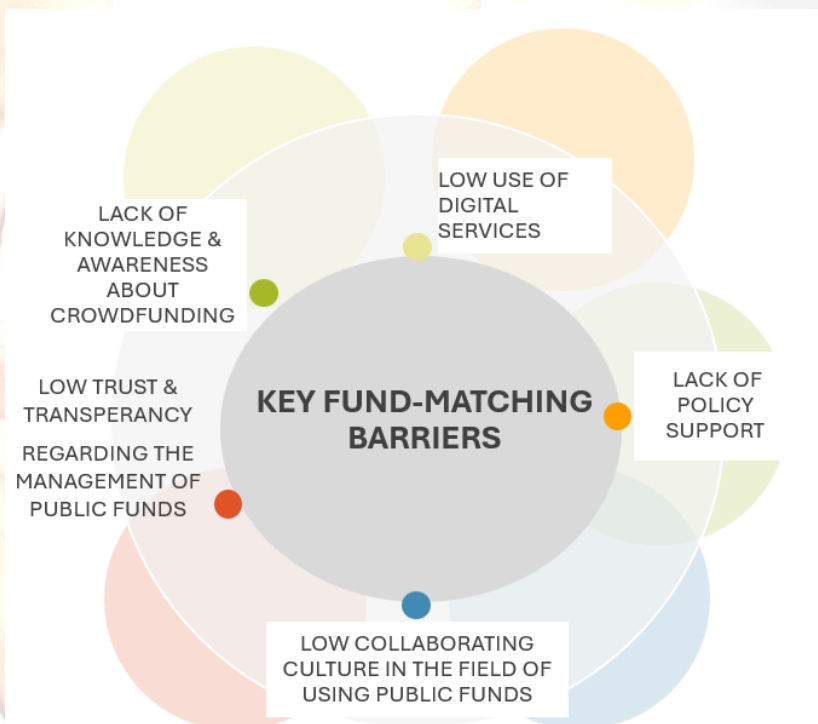 LOW USE OF
DIGITAL
SERVICES
LACK OF
KNOWLEDGE &
AWARENESS
ABOUT
CROWDFUNDING
LOW TRUST &
TRANSPERANCY
REGARDING THE
MANAGEMENT OF
PUBLIC FUNDS
KEY FUND-MATCHING
BARRIERS
LACK OF
POLICY
SUPPORT
LOW COLLABORATING
CULTURE IN THE FIELD OF
USING PUBLIC FUNDS